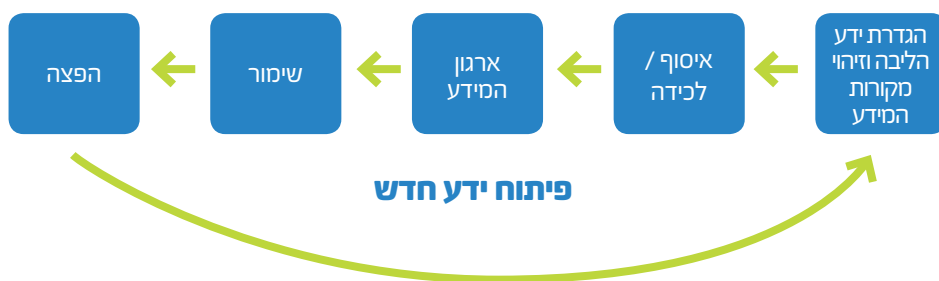 הגדרת ידע
הליבה וזיהוי
מקורות
המידע
איסוף /
לכידה
ארגון
המידע
שימור
הפצה
פיתוח ידע חדש